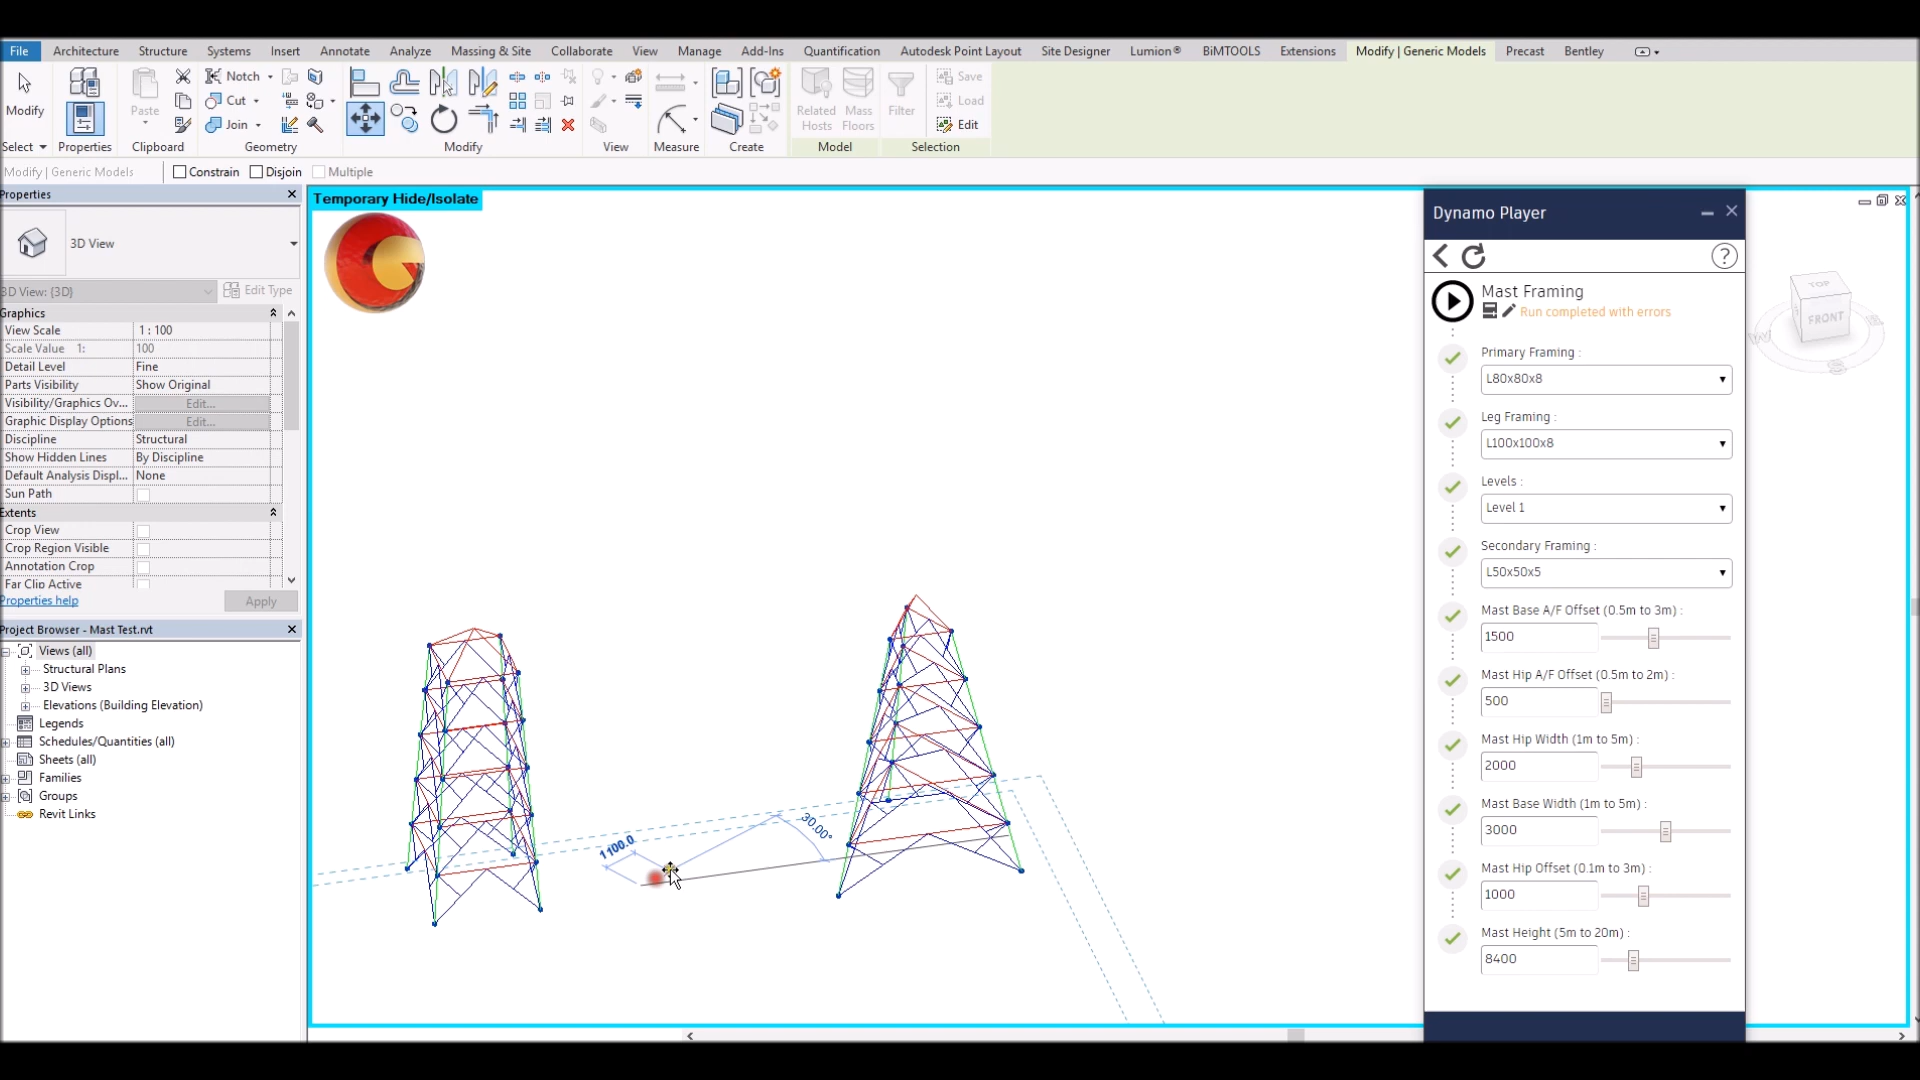 File Architecture Structure Systems Insert Annotate Analyze Massing & Site Collaborate View Manage Add-Ins Quantification Autodesk Point Layout Site Designer Lumion® BiMTOOLS Extensions Modify | Generic Models Precast Bentley
Modify
Paste
Notch
Cut
Join
Related Hosts
Mass Floors
Filter
Save
Load
Edit
Select Properties Clipboard Geometry Modify View Measure Create Model Selection
Modify | Generic Models Constrain Disjoin Multiple
Properties
3D View
3D View: {3D} Edit Type
Graphics
View Scale 1 : 100
Scale Value 1: 100
Detail Level Fine
Parts Visibility Show Original
Visibility/Graphics Ov... Edit...
Graphic Display Options Edit...
Discipline Structural
Show Hidden Lines By Discipline
Default Analysis Displ... None
Sun Path
Extents
Crop View
Crop Region Visible
Annotation Crop
Far Clip Active
Properties help Apply
Project Browser - Mast Test.rvt
Views (all)
Structural Plans
3D Views
Elevations (Building Elevation)
Legends
Schedules/Quantities (all)
Sheets (all)
Families
Groups
Revit Links
Temporary Hide/Isolate
1100.0
30.00°
Dynamo Player
?
Mast Framing
Run completed with errors
Primary Framing :
L80x80x8
Leg Framing :
L100x100x8
Levels :
Level 1
Secondary Framing :
L50x50x5
Mast Base A/F Offset (0.5m to 3m) :
1500
Mast Hip A/F Offset (0.5m to 2m) :
500
Mast Hip Width (1m to 5m) :
2000
Mast Base Width (1m to 5m) :
3000
Mast Hip Offset (0.1m to 3m) :
1000
Mast Height (5m to 20m) :
8400
TOP
FRONT
W
S